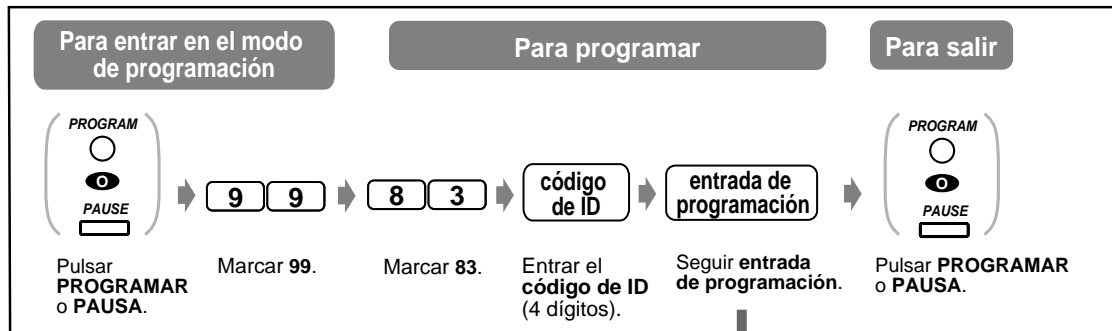 Para entrar en el modo
de programación
Para programar
Para salir
PROGRAM
O
PAUSE
9 9
8 3
código
de ID
entrada de
programación
PROGRAM
O
PAUSE
Pulsar
PROGRAMAR
o PAUSA.
Marcar 99.
Marcar 83.
Entrar el
código de ID
(4 dígitos).
Seguir entrada
de programación.
Pulsar PROGRAMAR
o PAUSA.